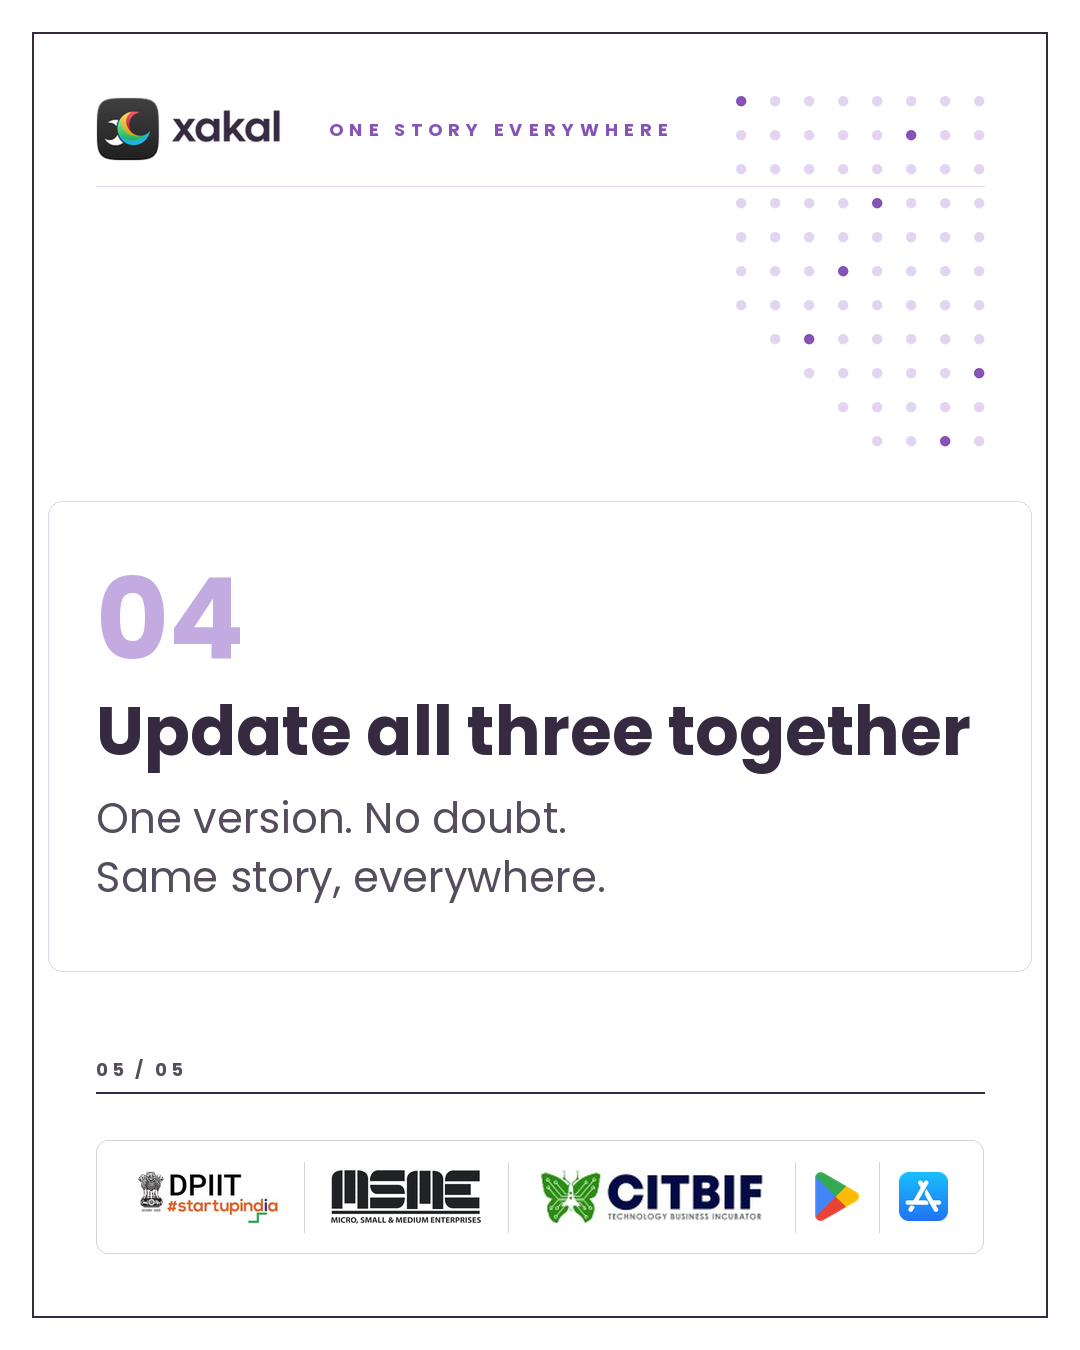 xakal
ONE STORY EVERYWHERE
04
Update all three together
One version. No doubt.
Same story, everywhere.
05 / 05
DPIIT
#startupindia
MSME
MICRO, SMALL & MEDIUM ENTERPRISES
CITBIF
TECHNOLOGY BUSINESS INCUBATOR